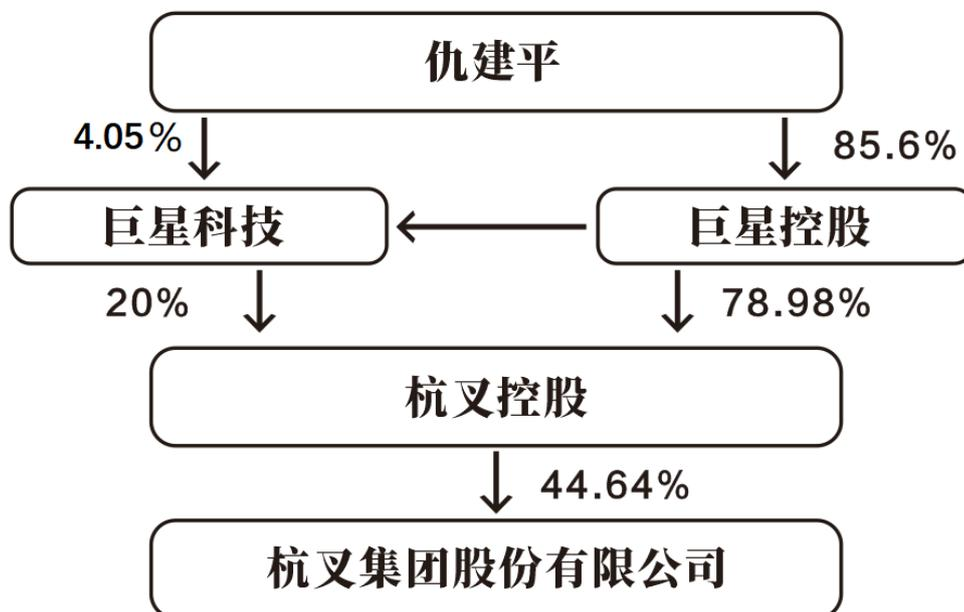 仇建平
4.05%
85.6%
巨星科技
巨星控股
20%
78.98%
杭叉控股
44.64%
杭叉集团股份有限公司